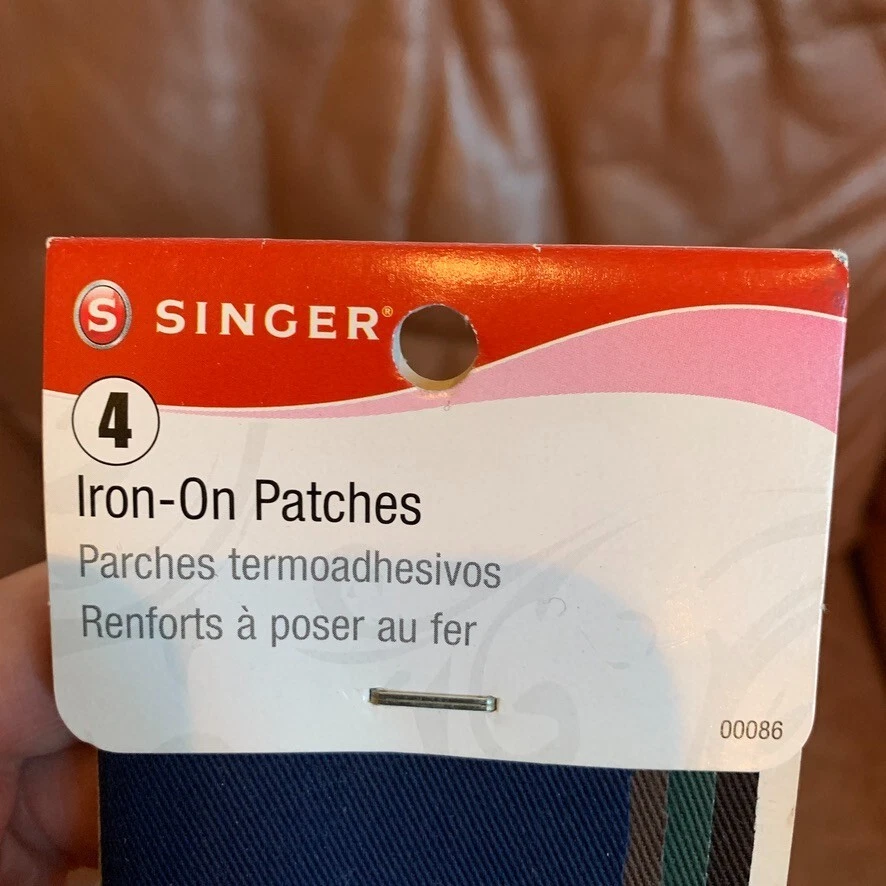 S SINGER®
4
Iron-On Patches
Parches termoadhesivos
Renforts à poser au fer
00086